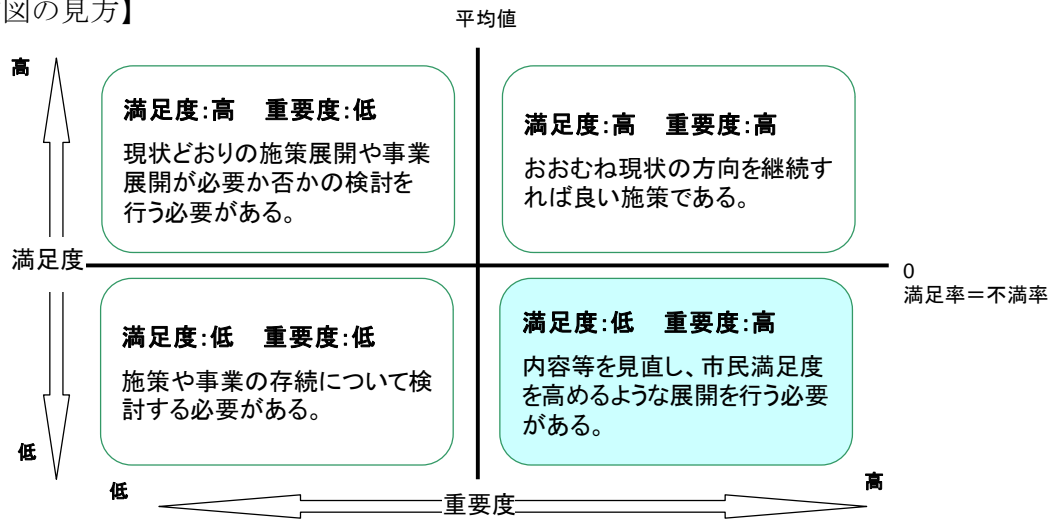 図の見方】
平均値
高
満足度:高 重要度:低
現状どおりの施策展開や事業
展開が必要か否かの検討を
行う必要がある。
満足度:高 重要度:高
おおむね現状の方向を継続す
れば良い施策である。
満足度
0
満足率＝不満率
満足度:低 重要度:低
施策や事業の存続について検
討する必要がある。
満足度:低 重要度:高
内容等を見直し、市民満足度
を高めるような展開を行う必要
がある。
低
低
重要度
高